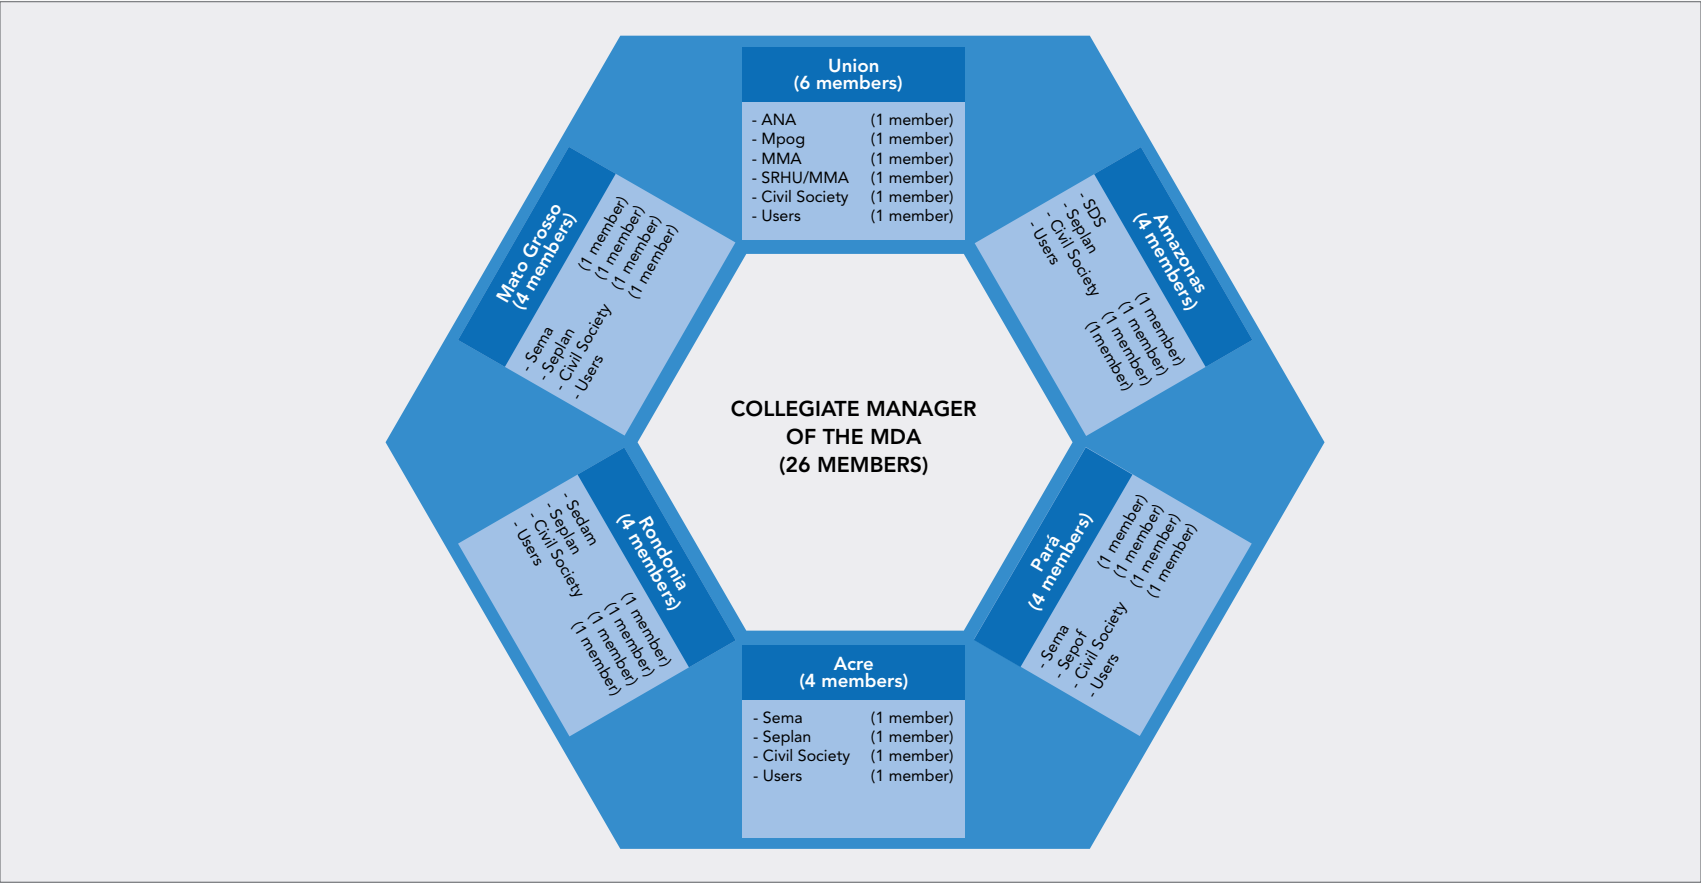 Union
(6 members)
- ANA (1 member)
- Mpog (1 member)
- MMA (1 member)
- SRHU/MMA (1 member)
- Civil Society (1 member)
- Users (1 member)
Amazonas
(4 members)
- SDS (1 member)
- Seplan (1 member)
- Civil Society (1 member)
- Users (1member)
Pará
(4 members)
- Sema (1 member)
- Sepof (1 member)
- Civil Society (1 member)
- Users (1 member)
Acre
(4 members)
- Sema (1 member)
- Seplan (1 member)
- Civil Society (1 member)
- Users (1 member)
Rondonia
(4 members)
- Sedam (1 member)
- Seplan (1 member)
- Civil Society (1 member)
- Users (1 member)
Mato Grosso
(4 members)
- Sema (1 member)
- Seplan (1 member)
- Civil Society (1 member)
- Users (1 member)
COLLEGIATE MANAGER
OF THE MDA
(26 MEMBERS)